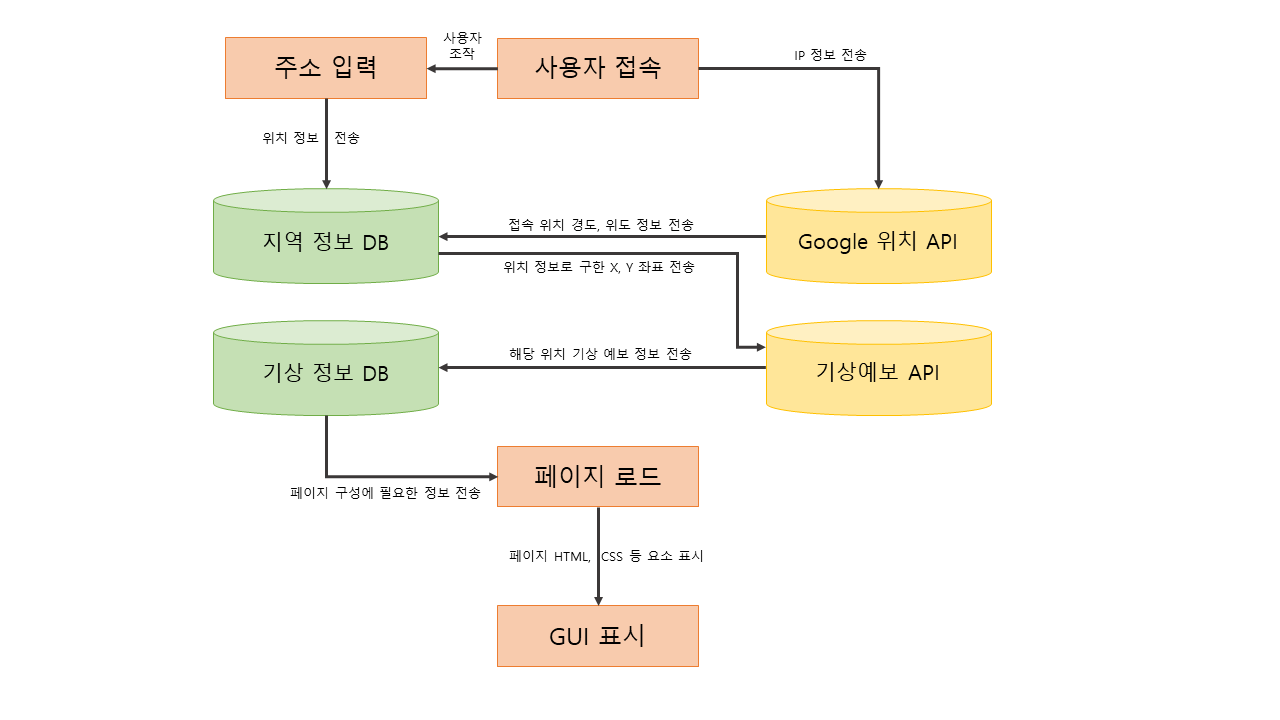 사용자
조작
주소 입력
사용자 접속
IP 정보 전송
위치 정보 전송
지역 정보 DB
접속 위치 경도, 위도 정보 전송
Google 위치 API
위치 정보로 구한 X, Y 좌표 전송
기상 정보 DB
해당 위치 기상 예보 정보 전송
기상예보 API
페이지 로드
페이지 구성에 필요한 정보 전송
페이지 HTML, CSS 등 요소 표시
GUI 표시